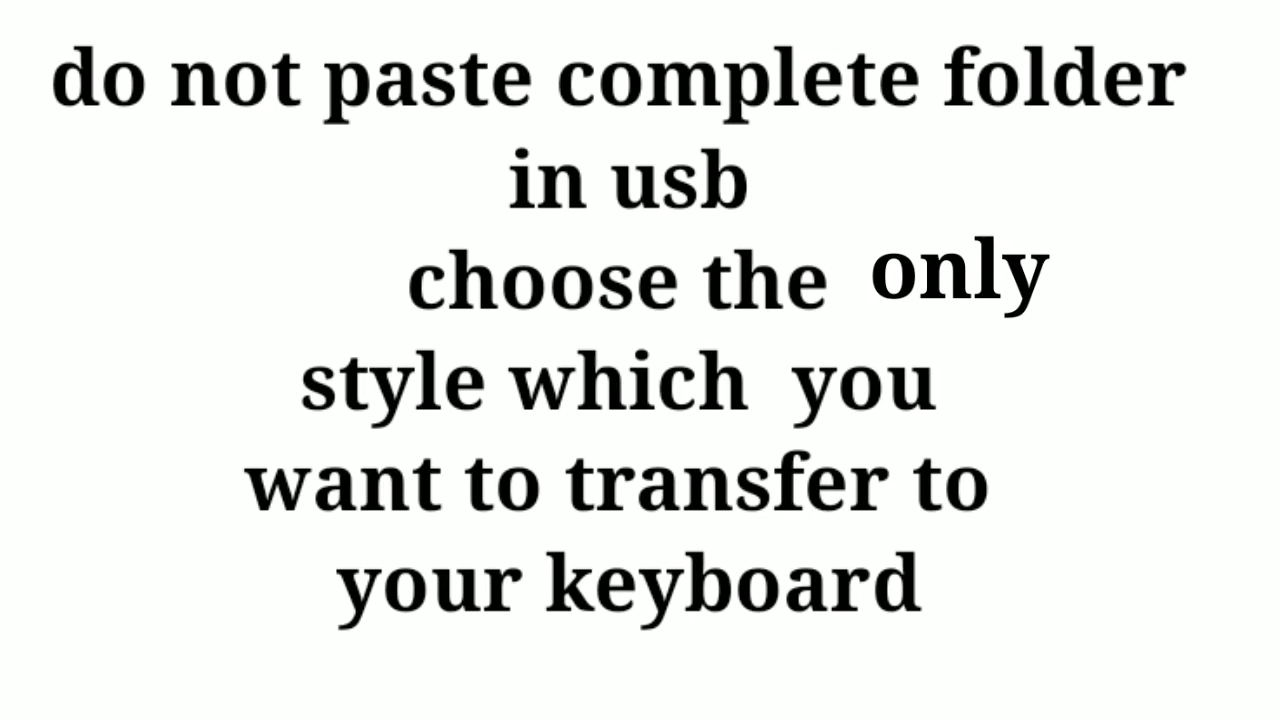 do not paste complete folder
in usb
choose the only
style which you
want to transfer to
your keyboard